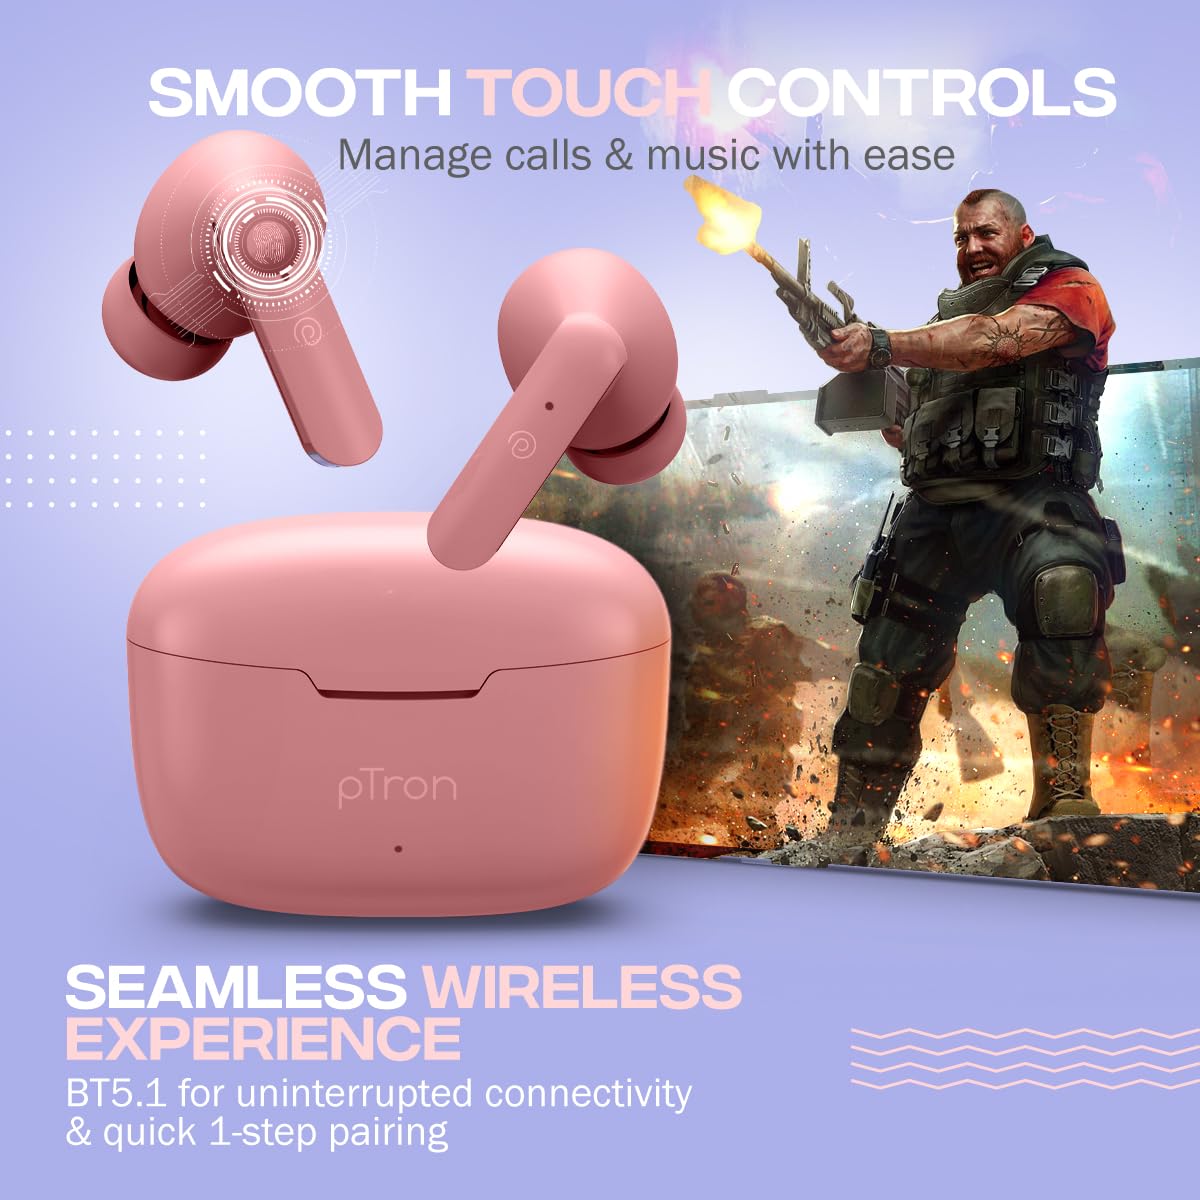 SMOOTH TOUCH CONTROLS
Manage calls & music with ease
pTron
SEAMLESS WIRELESS
EXPERIENCE
BT5.1 for uninterrupted connectivity
& quick 1-step pairing